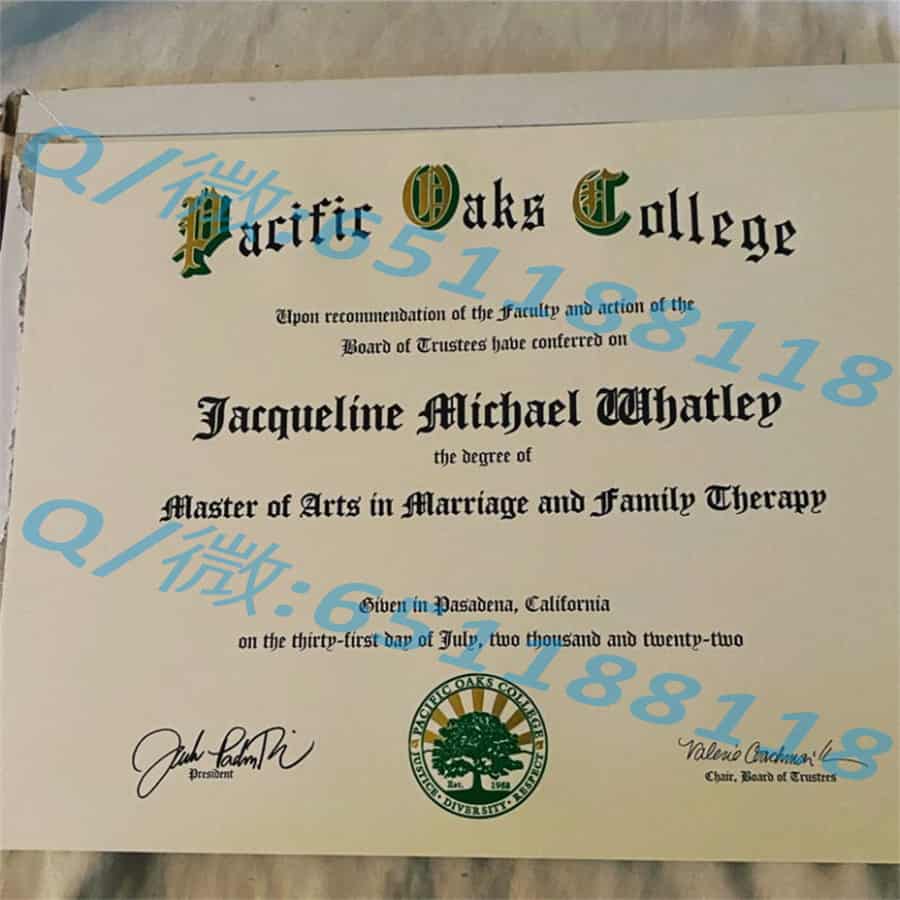 Pacific Oaks College
Upon recommendation of the Faculty and action of the
Board of Trustees have conferred on
Jacqueline Michael Whatley
the degree of
Master of Arts in Marriage and Family Therapy
Given in Pasadena, California
on the thirty-first day of July, two thousand and twenty-two
PACIFIC OAKS COLLEGE
Est. 1968
JUSTICE • DIVERSITY • RESPECT
President
Chair, Board of Trustees
Q/微:651188118
Q/微:651188118